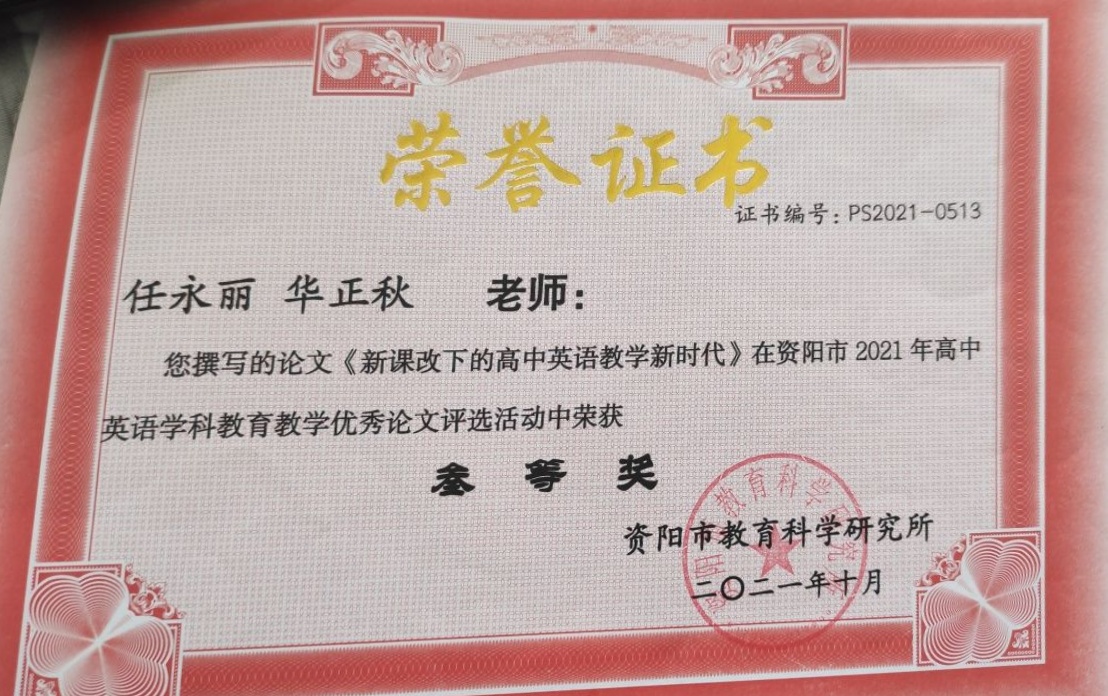 荣誉证书
证书编号：PS2021-0513
任永丽 华正秋 老师：
您撰写的论文《新课改下的高中英语教学新时代》在资阳市2021年高中
英语学科教育教学优秀论文评选活动中荣获
叁等奖
资阳市教育科学研究所
二〇二一年十月